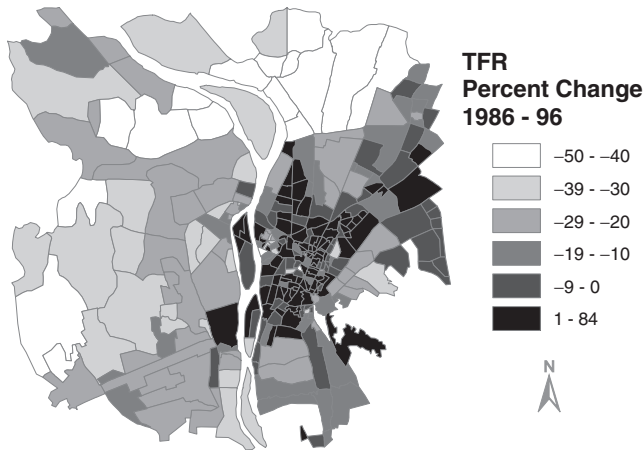 TFR
Percent Change
1986 - 96
–50 - –40
–39 - –30
–29 - –20
–19 - –10
–9 - 0
1 - 84
N